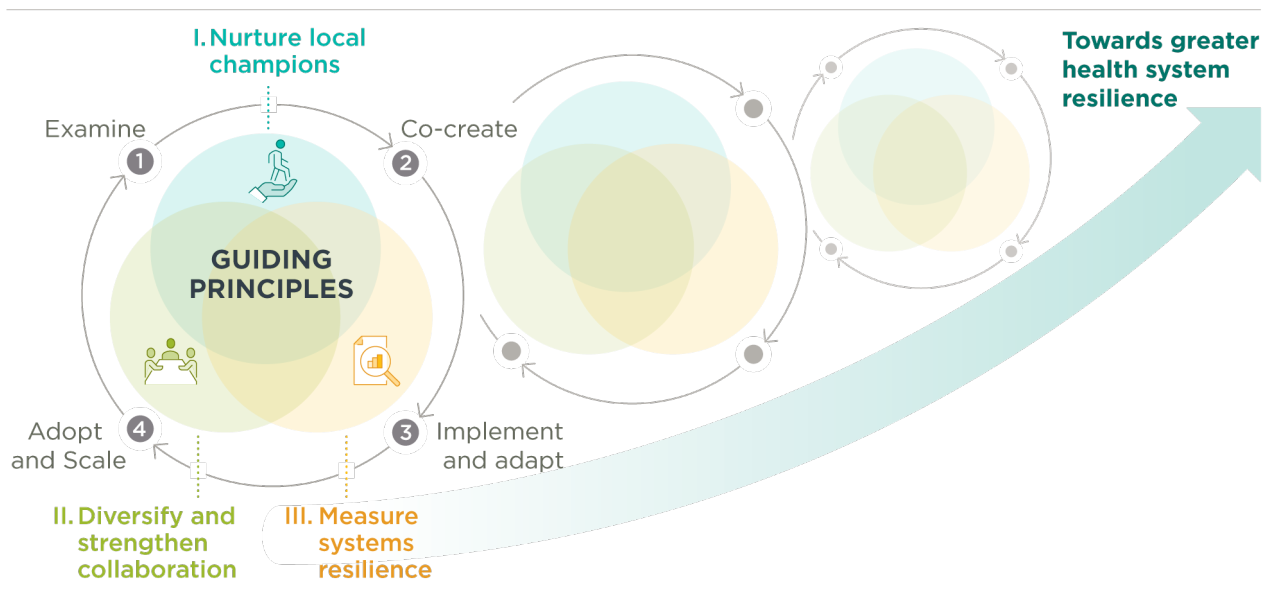 I. Nurture local
champions
Towards greater
health system
resilience
Examine
Co-create
1
2
GUIDING
PRINCIPLES
4
3
Adopt
and Scale
Implement
and adapt
II. Diversify and
strengthen
collaboration
III. Measure
systems
resilience